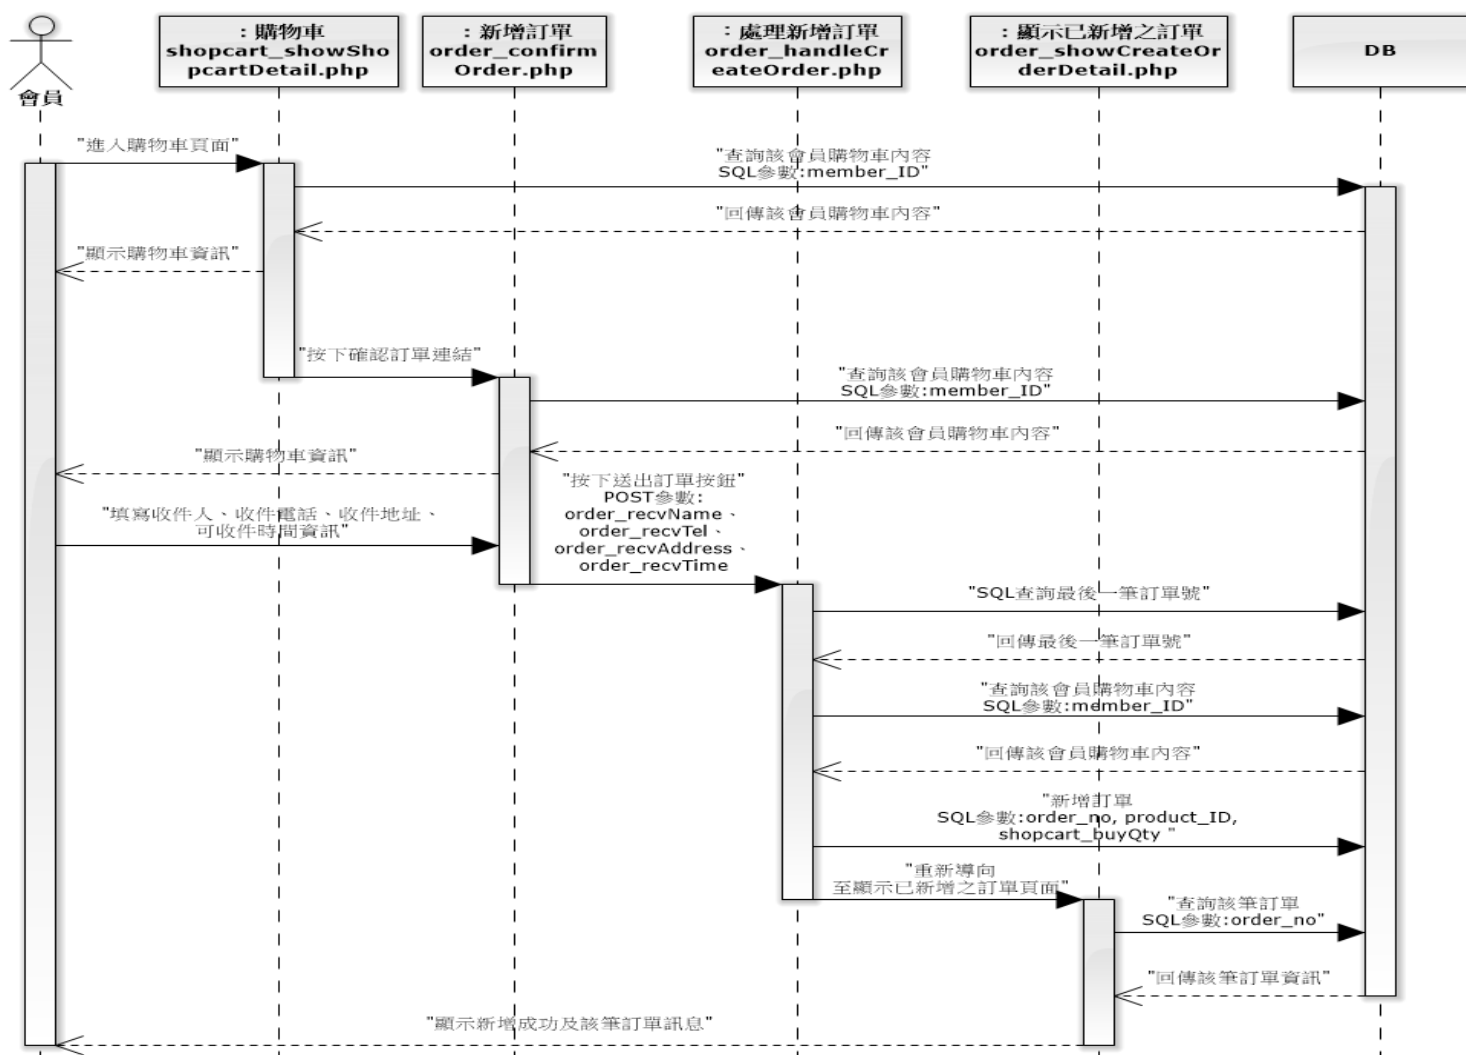 : 購物車
shopcart_showSho
pcartDetail.php
: 新增訂單
order_confirm
Order.php
: 處理新增訂單
order_handleCr
eateOrder.php
: 顯示已新增之訂單
order_showCreateOr
derDetail.php
DB
會員
"進入購物車頁面"
"查詢該會員購物車內容
SQL參數:member_ID"
"回傳該會員購物車內容"
"顯示購物車資訊"
"按下確認訂單連結"
"查詢該會員購物車內容
SQL參數:member_ID"
"回傳該會員購物車內容"
"顯示購物車資訊"
"按下送出訂單按鈕"
POST參數:
order_recvName、
order_recvTel、
order_recvAddress、
order_recvTime
"填寫收件人、收件電話、收件地址、
可收件時間資訊"
"SQL查詢最後一筆訂單號"
"回傳最後一筆訂單號"
"查詢該會員購物車內容
SQL參數:member_ID"
"回傳該會員購物車內容"
"新增訂單
SQL參數:order_no, product_ID,
shopcart_buyQty "
"重新導向
至顯示已新增之訂單頁面"
"查詢該筆訂單
SQL參數:order_no"
"回傳該筆訂單資訊"
"顯示新增成功及該筆訂單訊息"